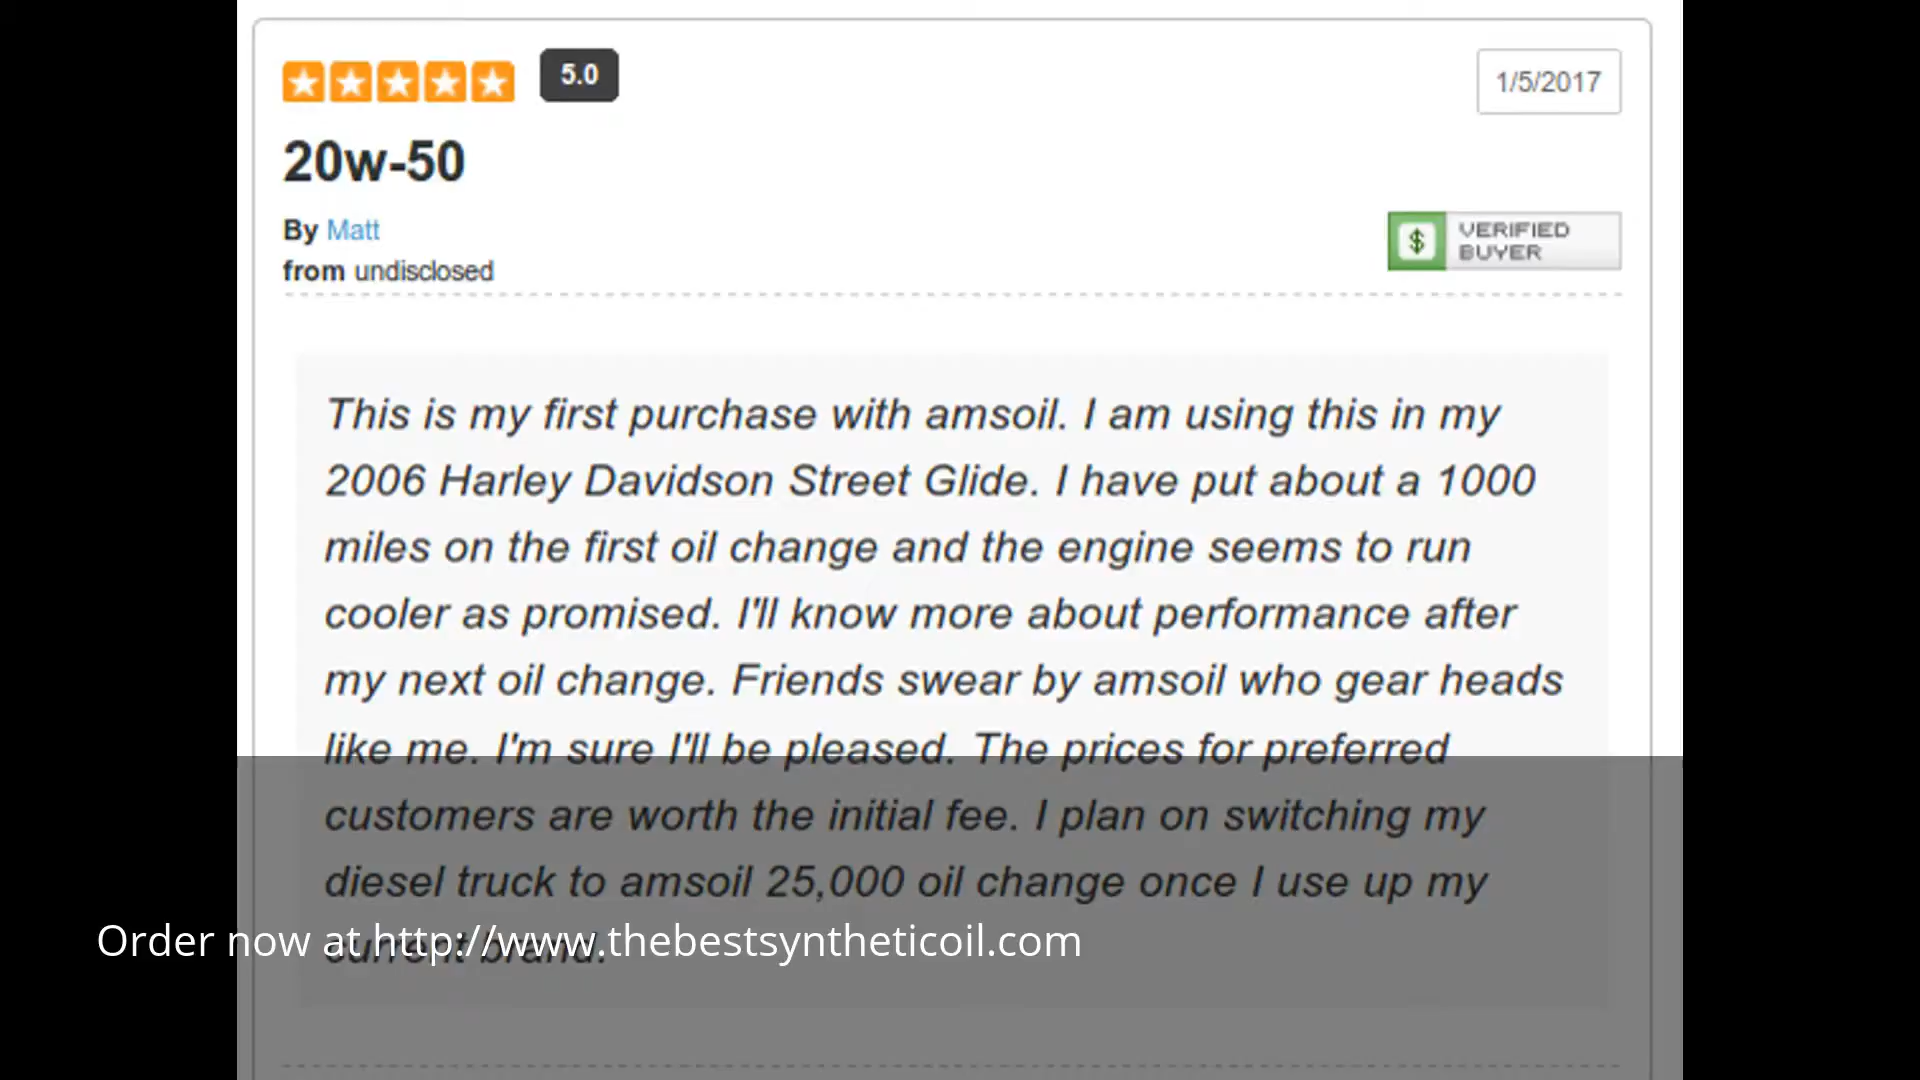 5.0
1/5/2017
20w-50
By Matt
from undisclosed
VERIFIED
BUYER
This is my first purchase with amsoil. I am using this in my
2006 Harley Davidson Street Glide. I have put about a 1000
miles on the first oil change and the engine seems to run
cooler as promised. I'll know more about performance after
my next oil change. Friends swear by amsoil who gear heads
like me. I'm sure I'll be pleased. The prices for preferred
customers are worth the initial fee. I plan on switching my
diesel truck to amsoil 25,000 oil change once I use up my
current brand.
Order now at http://www.thebestsyntheticoil.com